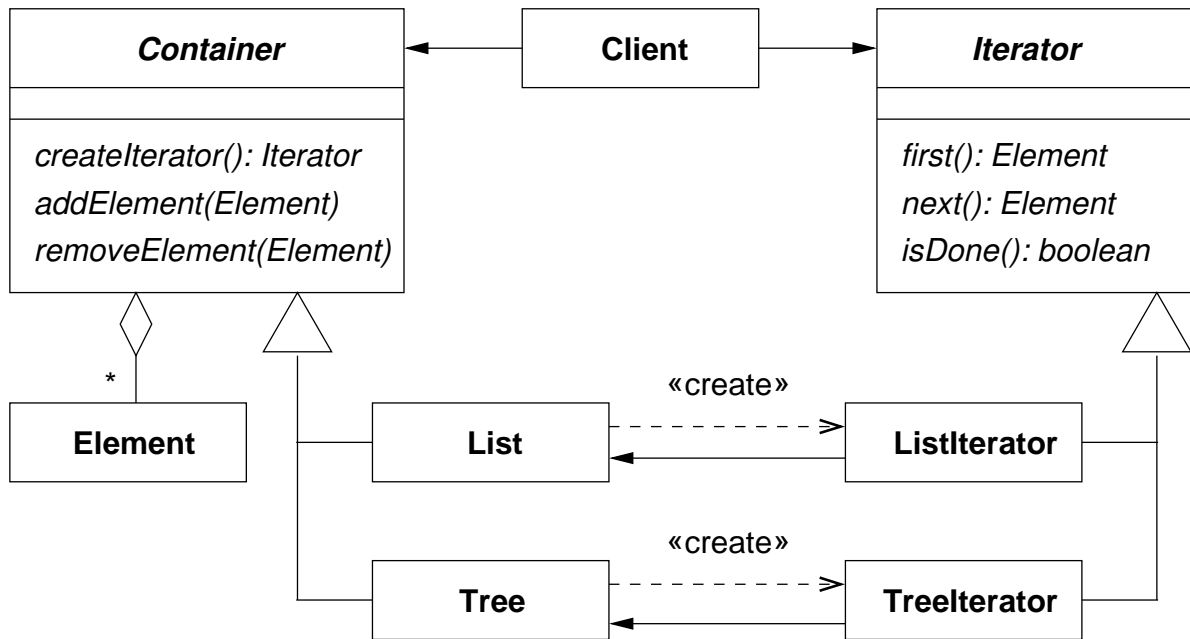 Container
Client
Iterator
createIterator(): Iterator
addElement(Element)
removeElement(Element)
first(): Element
next(): Element
isDone(): boolean
*
Element
«create»
List
ListIterator
«create»
Tree
TreeIterator